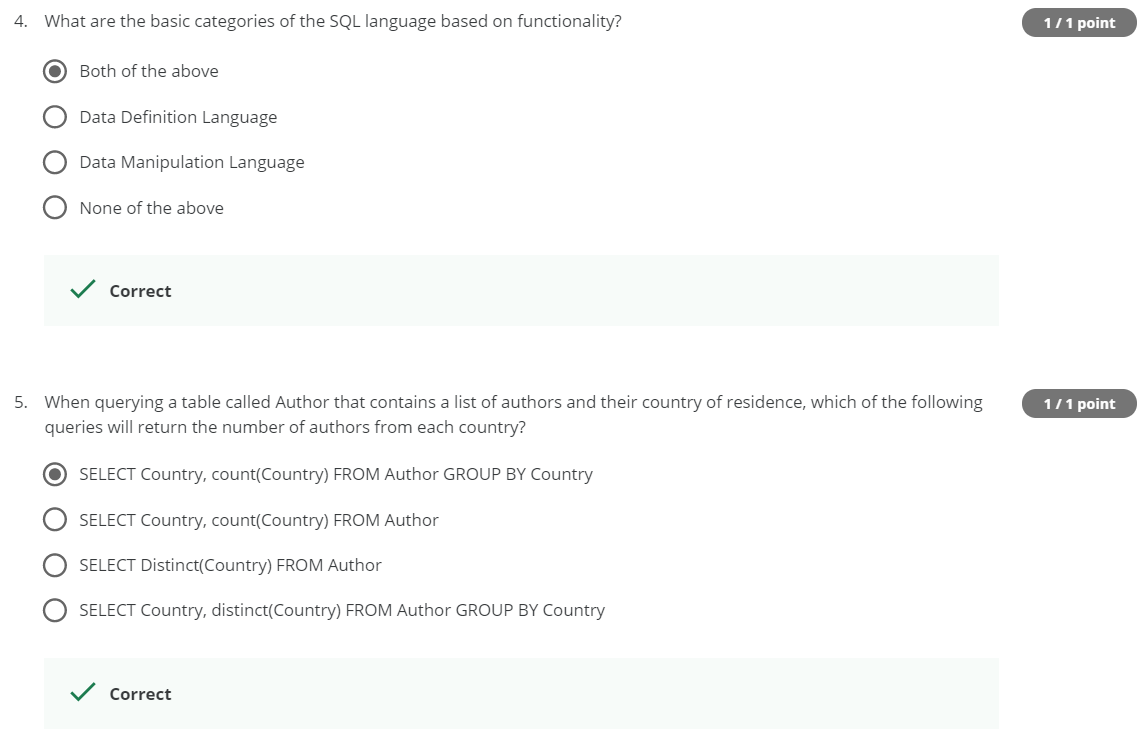 4. What are the basic categories of the SQL language based on functionality?
1 / 1 point
Both of the above
Data Definition Language
Data Manipulation Language
None of the above
Correct
5. When querying a table called Author that contains a list of authors and their country of residence, which of the following
queries will return the number of authors from each country?
1 / 1 point
SELECT Country, count(Country) FROM Author GROUP BY Country
SELECT Country, count(Country) FROM Author
SELECT Distinct(Country) FROM Author
SELECT Country, distinct(Country) FROM Author GROUP BY Country
Correct